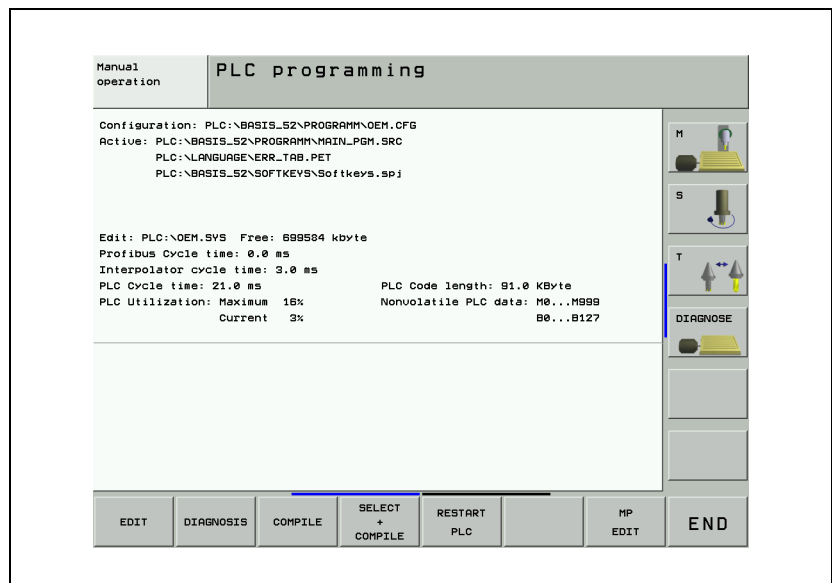 Manual
operation
PLC programming
Configuration: PLC:\BASIS_52\PROGRAMM\OEM.CFG
Active: PLC:\BASIS_52\PROGRAMM\MAIN_PGM.SRC
PLC:\LANGUAGE\ERR_TAB.PET
PLC:\BASIS_52\SOFTKEYS\Softkeys.spj
Edit: PLC:\OEM.SYS Free: 699584 kbyte
Profibus Cycle time: 0.0 ms
Interpolator cycle time: 3.0 ms
PLC Cycle time: 21.0 ms PLC Code length: 91.0 KByte
PLC Utilization: Maximum 16% Nonvolatile PLC data: M0...M999
Current 3% B0...B127
M
S
T
DIAGNOSE
EDIT
DIAGNOSIS
COMPILE
SELECT
+
COMPILE
RESTART
PLC
MP
EDIT
END